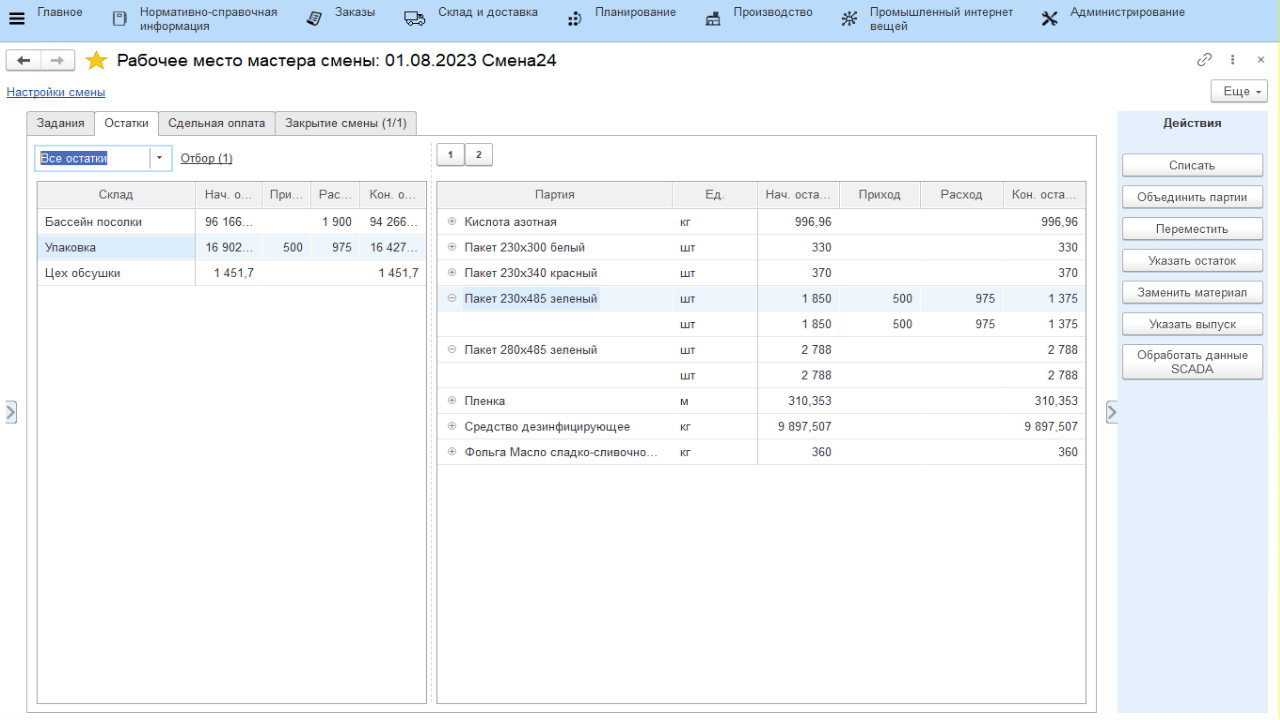 Главное
Нормативно-справочная
информация
Заказы
Склад и доставка
Планирование
Производство
Промышленный интернет
вещей
Администрирование
Рабочее место мастера смены: 01.08.2023 Смена24
Настройки смены
Еще
Задания Остатки Сдельная оплата Закрытие смены (1/1)
Все остатки Отбор (1)
Склад Нач. о... При... Рас... Кон. о...
Бассейн посолки 96 166... 1 900 94 266...
Упаковка 16 902... 500 975 16 427...
Цех обсушки 1 451,7 1 451,7
1 2
Партия Ед. Нач. оста... Приход Расход Кон. оста...
Кислота азотная кг 996,96 996,96
Пакет 230х300 белый шт 330 330
Пакет 230х340 красный шт 370 370
Пакет 230х485 зеленый шт 1 850 500 975 1 375
шт 1 850 500 975 1 375
Пакет 280х485 зеленый шт 2 788 2 788
шт 2 788 2 788
Пленка м 310,353 310,353
Средство дезинфицирующее кг 9 897,507 9 897,507
Фольга Масло сладко-сливочно... кг 360 360
Действия
Списать
Объединить партии
Переместить
Указать остаток
Заменить материал
Указать выпуск
Обработать данные
SCADA